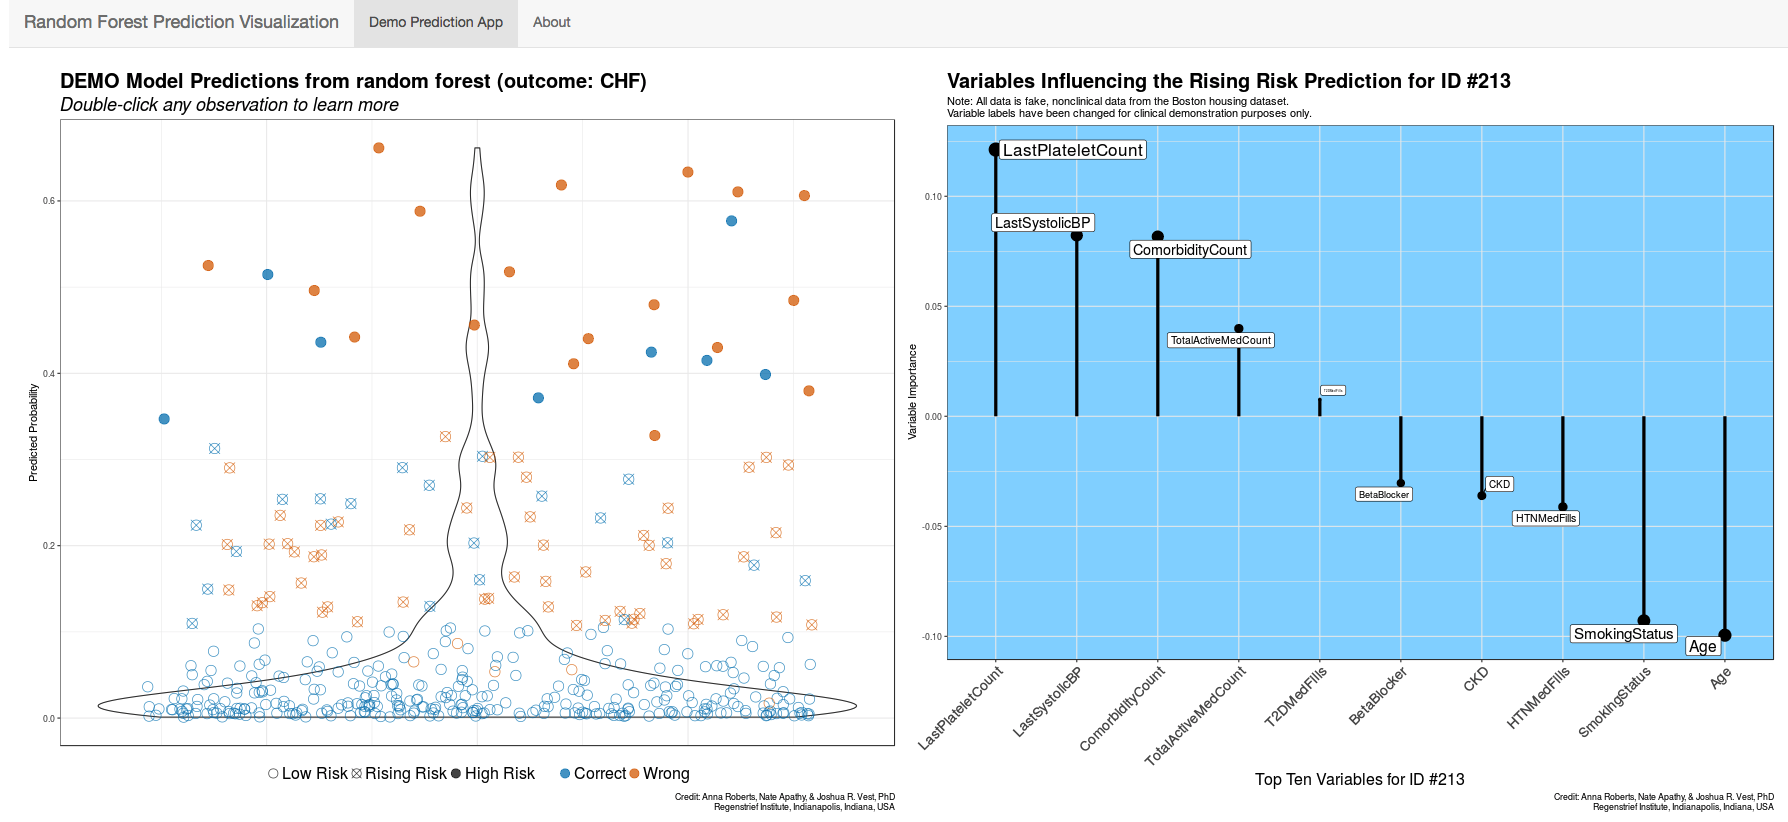 Random Forest Prediction Visualization
Demo Prediction App
About
DEMO Model Predictions from random forest (outcome: CHF)
Double-click any observation to learn more
Predicted Probability
0.6
0.4
0.2
0.0
Low Risk Rising Risk High Risk Correct Wrong
Credit: Anna Roberts, Nate Apathy, & Joshua R. Vest, PhD
Regenstrief Institute, Indianapolis, Indiana, USA
Variables Influencing the Rising Risk Prediction for ID #213
Note: All data is fake, nonclinical data from the Boston housing dataset.
Variable labels have been changed for clinical demonstration purposes only.
Variable Importance
0.10
0.05
0.00
-0.05
-0.10
LastPlateletCount
LastSystolicBP
ComorbidityCount
TotalActiveMedCount
T2DMedFills
BetaBlocker
CKD
HTNMedFills
SmokingStatus
Age
LastPlateletCount
LastSystolicBP
ComorbidityCount
TotalActiveMedCount
T2DMedFills
BetaBlocker
CKD
HTNMedFills
SmokingStatus
Age
Top Ten Variables for ID #213
Credit: Anna Roberts, Nate Apathy, & Joshua R. Vest, PhD
Regenstrief Institute, Indianapolis, Indiana, USA